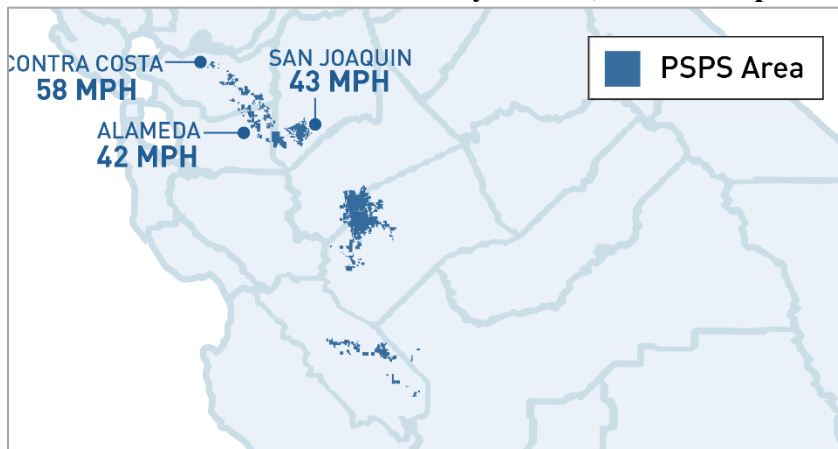 CONTRA COSTA
58 MPH
SAN JOAQUIN
43 MPH
ALAMEDA
42 MPH
PSPS Area